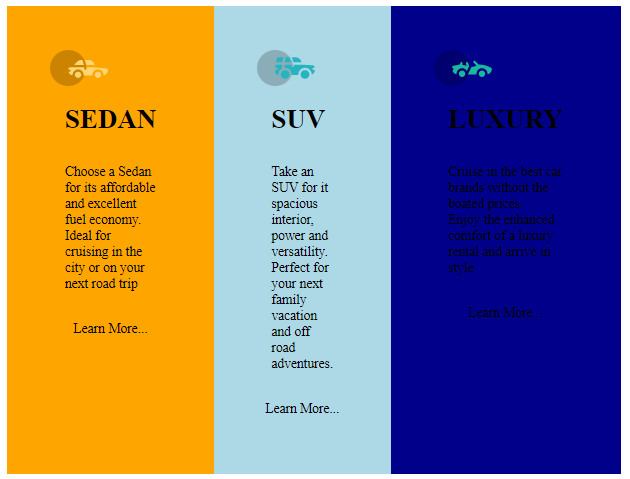 SEDAN
Choose a Sedan
for its affordable
and excellent
fuel economy.
Ideal for
cruising in the
city or on your
next road trip
Learn More...
SUV
Take an
SUV for it
spacious
interior,
power and
versatility.
Perfect for
your next
family
vacation
and off
road
adventures.
Learn More...
LUXURY
Cruise in the best car
brands without the
boated prices.
Enjoy the enhanced
comfort of a luxury
rental and arrive in
style
Learn More...